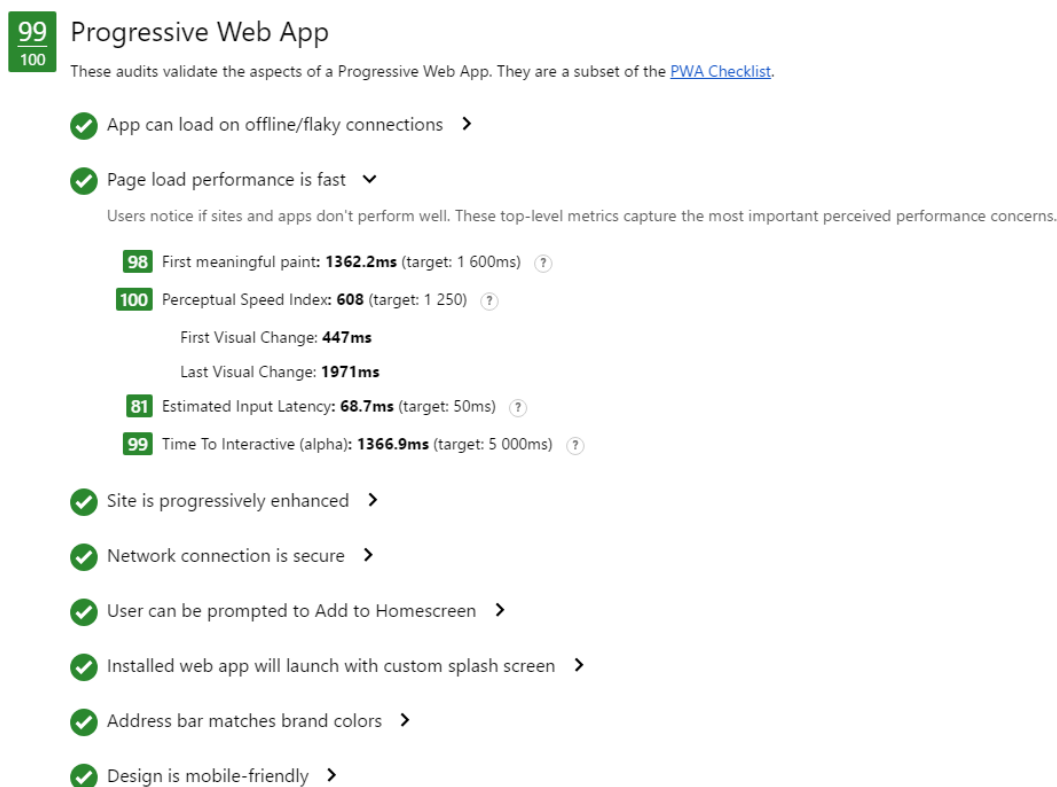 99
100
Progressive Web App
These audits validate the aspects of a Progressive Web App. They are a subset of the PWA Checklist.
App can load on offline/flaky connections
Page load performance is fast
Users notice if sites and apps don't perform well. These top-level metrics capture the most important perceived performance concerns.
98 First meaningful paint: 1362.2ms (target: 1 600ms) ?
100 Perceptual Speed Index: 608 (target: 1 250) ?
First Visual Change: 447ms
Last Visual Change: 1971ms
81 Estimated Input Latency: 68.7ms (target: 50ms) ?
99 Time To Interactive (alpha): 1366.9ms (target: 5 000ms) ?
Site is progressively enhanced
Network connection is secure
User can be prompted to Add to Homescreen
Installed web app will launch with custom splash screen
Address bar matches brand colors
Design is mobile-friendly